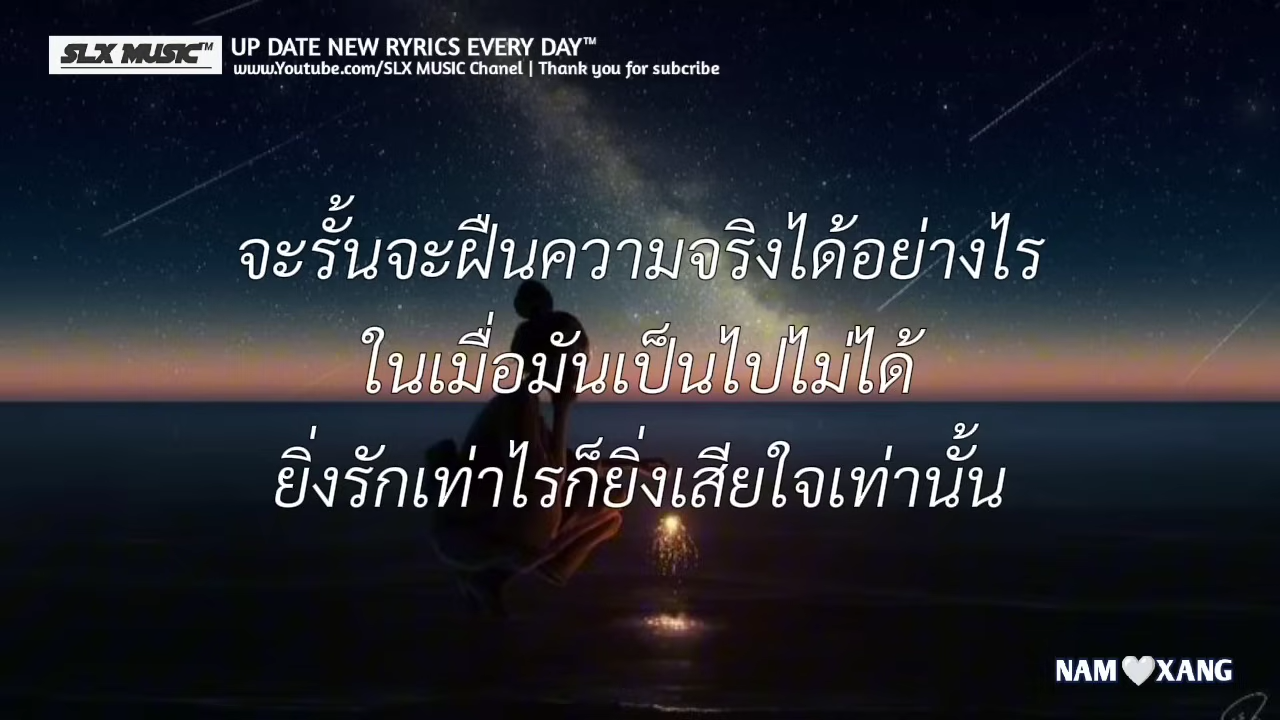 SLX MUSIC™ UP DATE NEW RYRICS EVERY DAY™
www.Youtube.com/SLX MUSIC Chanel | Thank you for subcribe
จะรั้นจะฝืนความจริงได้อย่างไร
ในเมื่อมันเป็นไปไม่ได้
ยิ่งรักเท่าไรก็ยิ่งเสียใจเท่านั้น
NAM🤍XANG